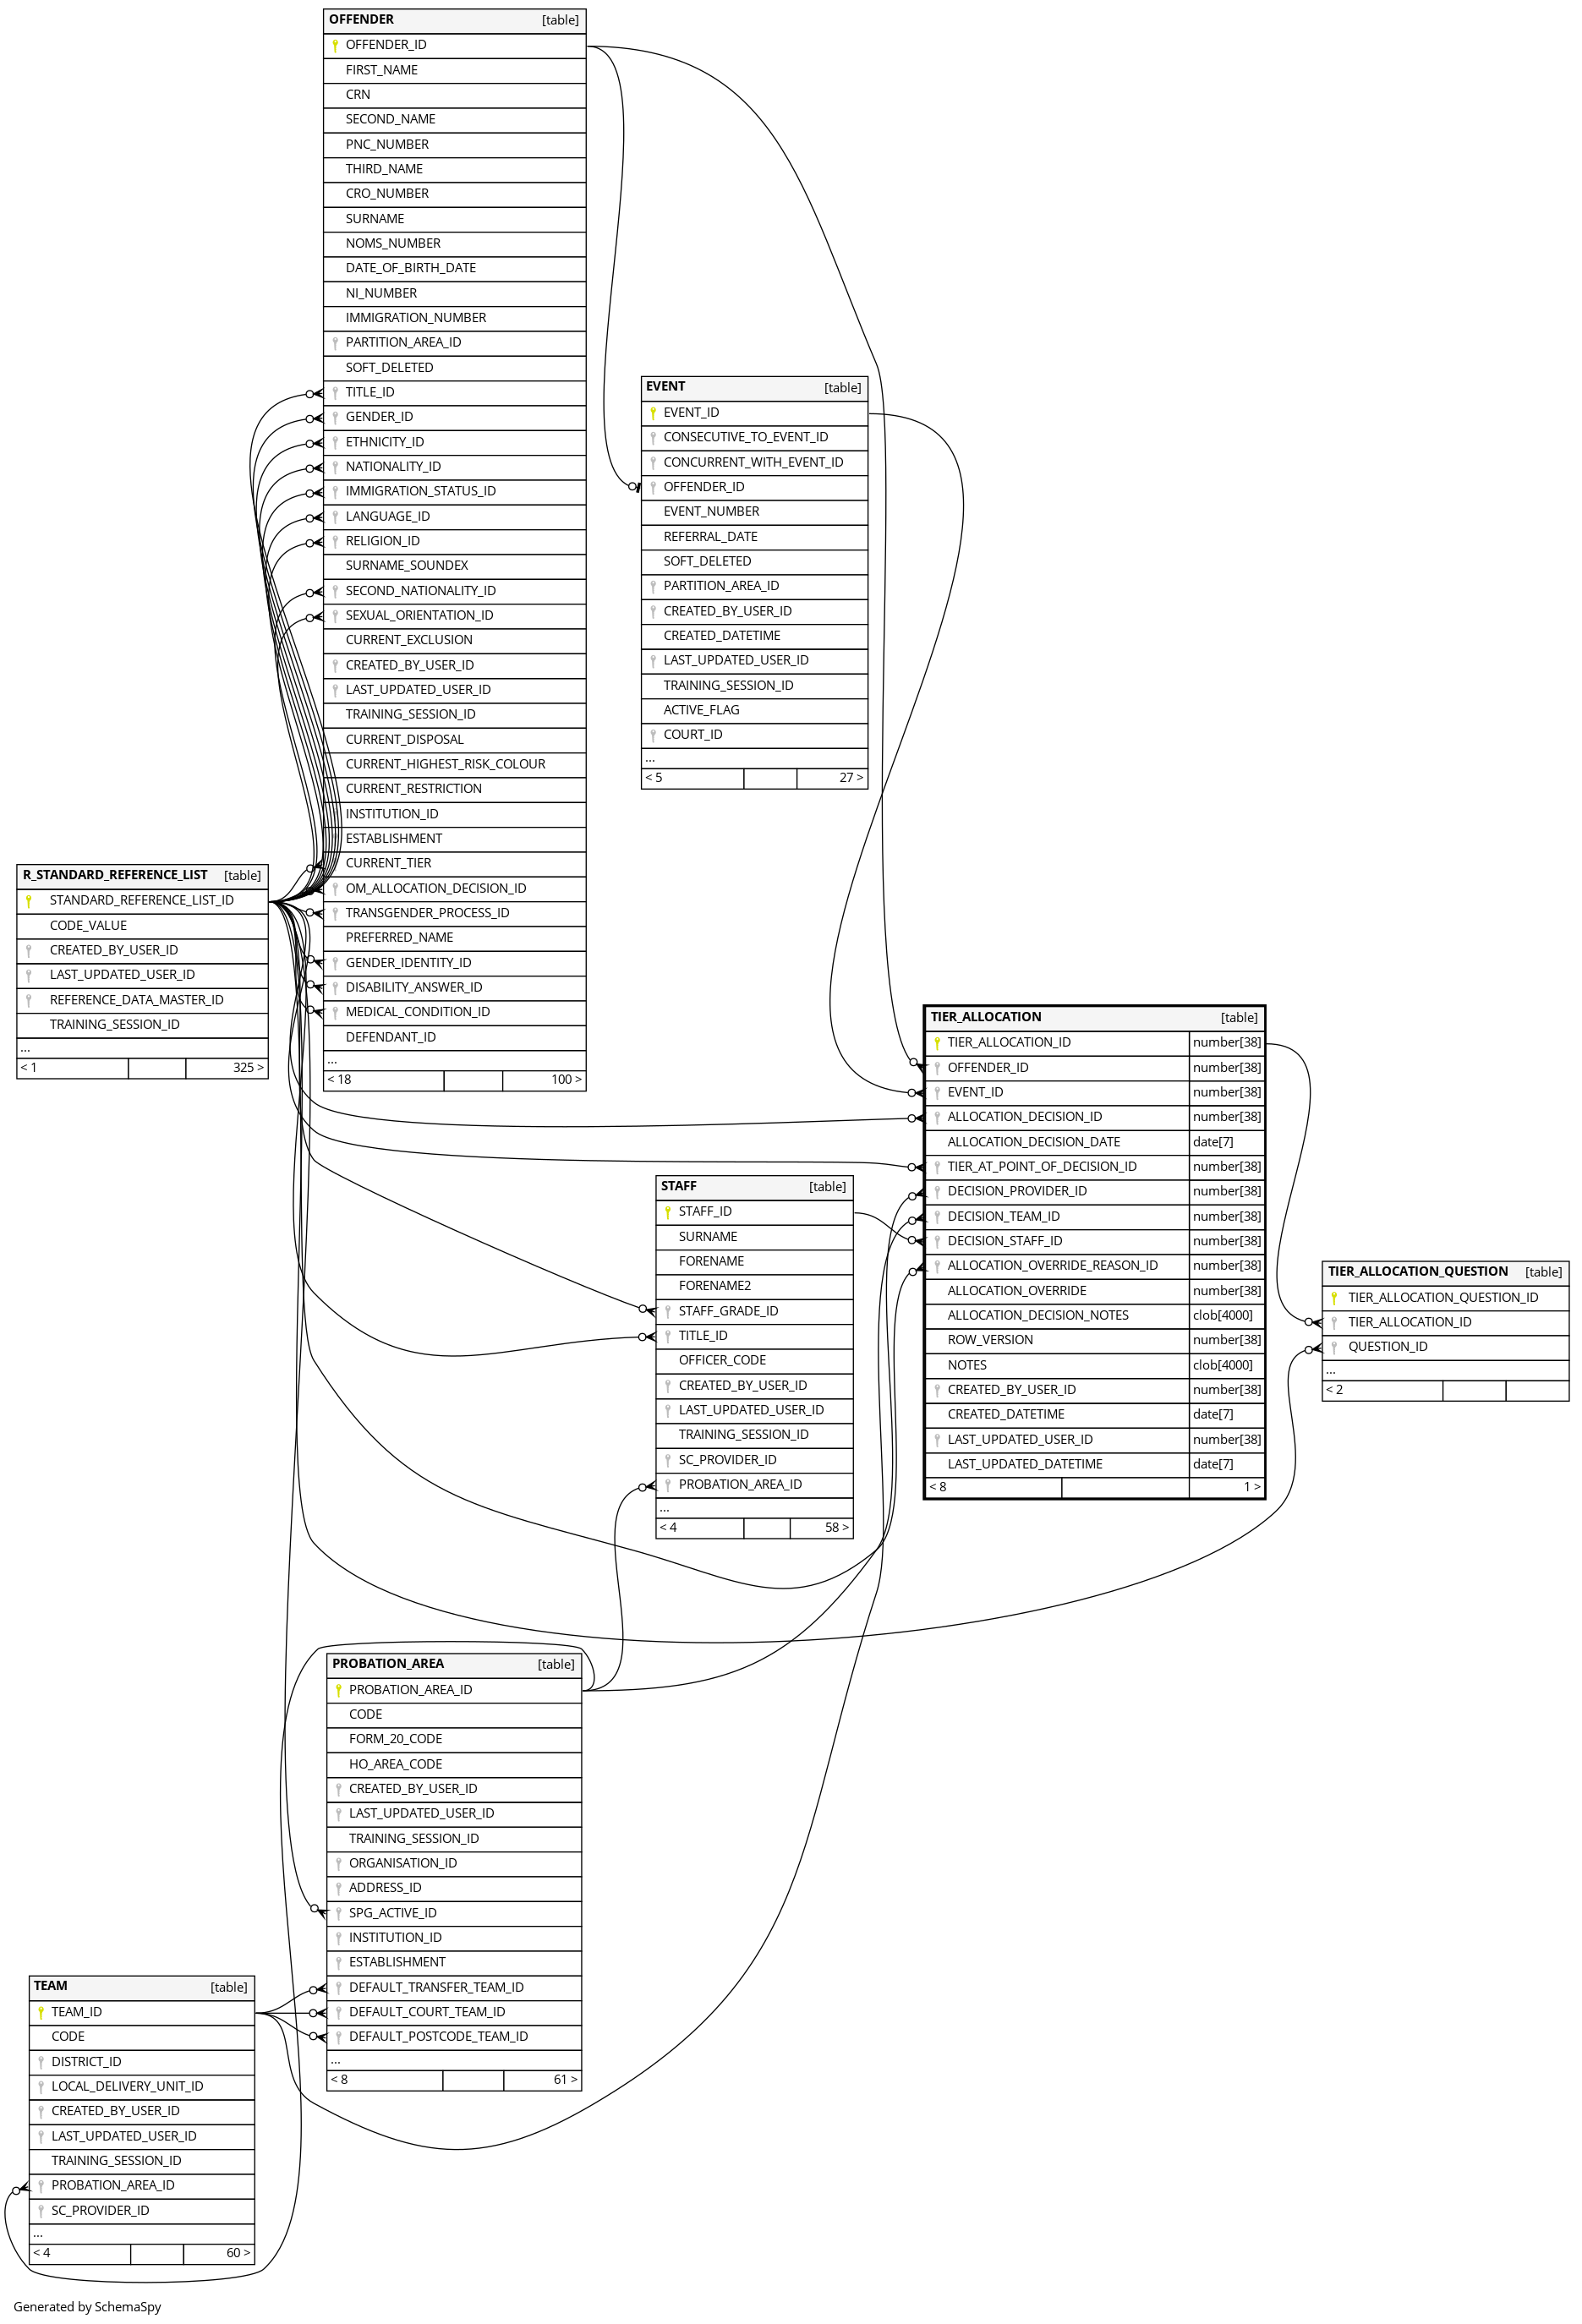 OFFENDER [table]
OFFENDER_ID
FIRST_NAME
CRN
SECOND_NAME
PNC_NUMBER
THIRD_NAME
CRO_NUMBER
SURNAME
NOMS_NUMBER
DATE_OF_BIRTH_DATE
NI_NUMBER
IMMIGRATION_NUMBER
PARTITION_AREA_ID
SOFT_DELETED
TITLE_ID
GENDER_ID
ETHNICITY_ID
NATIONALITY_ID
IMMIGRATION_STATUS_ID
LANGUAGE_ID
RELIGION_ID
SURNAME_SOUNDEX
SECOND_NATIONALITY_ID
SEXUAL_ORIENTATION_ID
CURRENT_EXCLUSION
CREATED_BY_USER_ID
LAST_UPDATED_USER_ID
TRAINING_SESSION_ID
CURRENT_DISPOSAL
CURRENT_HIGHEST_RISK_COLOUR
CURRENT_RESTRICTION
INSTITUTION_ID
ESTABLISHMENT
CURRENT_TIER
OM_ALLOCATION_DECISION_ID
TRANSGENDER_PROCESS_ID
PREFERRED_NAME
GENDER_IDENTITY_ID
DISABILITY_ANSWER_ID
MEDICAL_CONDITION_ID
DEFENDANT_ID
...
< 18 100 >
EVENT [table]
EVENT_ID
CONSECUTIVE_TO_EVENT_ID
CONCURRENT_WITH_EVENT_ID
OFFENDER_ID
EVENT_NUMBER
REFERRAL_DATE
SOFT_DELETED
PARTITION_AREA_ID
CREATED_BY_USER_ID
CREATED_DATETIME
LAST_UPDATED_USER_ID
TRAINING_SESSION_ID
ACTIVE_FLAG
COURT_ID
...
< 5 27 >
R_STANDARD_REFERENCE_LIST [table]
STANDARD_REFERENCE_LIST_ID
CODE_VALUE
CREATED_BY_USER_ID
LAST_UPDATED_USER_ID
REFERENCE_DATA_MASTER_ID
TRAINING_SESSION_ID
...
< 1 325 >
TIER_ALLOCATION [table]
TIER_ALLOCATION_ID number[38]
OFFENDER_ID number[38]
EVENT_ID number[38]
ALLOCATION_DECISION_ID number[38]
ALLOCATION_DECISION_DATE date[7]
TIER_AT_POINT_OF_DECISION_ID number[38]
DECISION_PROVIDER_ID number[38]
DECISION_TEAM_ID number[38]
DECISION_STAFF_ID number[38]
ALLOCATION_OVERRIDE_REASON_ID number[38]
ALLOCATION_OVERRIDE number[38]
ALLOCATION_DECISION_NOTES clob[4000]
ROW_VERSION number[38]
NOTES clob[4000]
CREATED_BY_USER_ID number[38]
CREATED_DATETIME date[7]
LAST_UPDATED_USER_ID number[38]
LAST_UPDATED_DATETIME date[7]
< 8 1 >
STAFF [table]
STAFF_ID
SURNAME
FORENAME
FORENAME2
STAFF_GRADE_ID
TITLE_ID
OFFICER_CODE
CREATED_BY_USER_ID
LAST_UPDATED_USER_ID
TRAINING_SESSION_ID
SC_PROVIDER_ID
PROBATION_AREA_ID
...
< 4 58 >
TIER_ALLOCATION_QUESTION [table]
TIER_ALLOCATION_QUESTION_ID
TIER_ALLOCATION_ID
QUESTION_ID
...
< 2
PROBATION_AREA [table]
PROBATION_AREA_ID
CODE
FORM_20_CODE
HO_AREA_CODE
CREATED_BY_USER_ID
LAST_UPDATED_USER_ID
TRAINING_SESSION_ID
ORGANISATION_ID
ADDRESS_ID
SPG_ACTIVE_ID
INSTITUTION_ID
ESTABLISHMENT
DEFAULT_TRANSFER_TEAM_ID
DEFAULT_COURT_TEAM_ID
DEFAULT_POSTCODE_TEAM_ID
...
< 8 61 >
TEAM [table]
TEAM_ID
CODE
DISTRICT_ID
LOCAL_DELIVERY_UNIT_ID
CREATED_BY_USER_ID
LAST_UPDATED_USER_ID
TRAINING_SESSION_ID
PROBATION_AREA_ID
SC_PROVIDER_ID
...
< 4 60 >
Generated by SchemaSpy